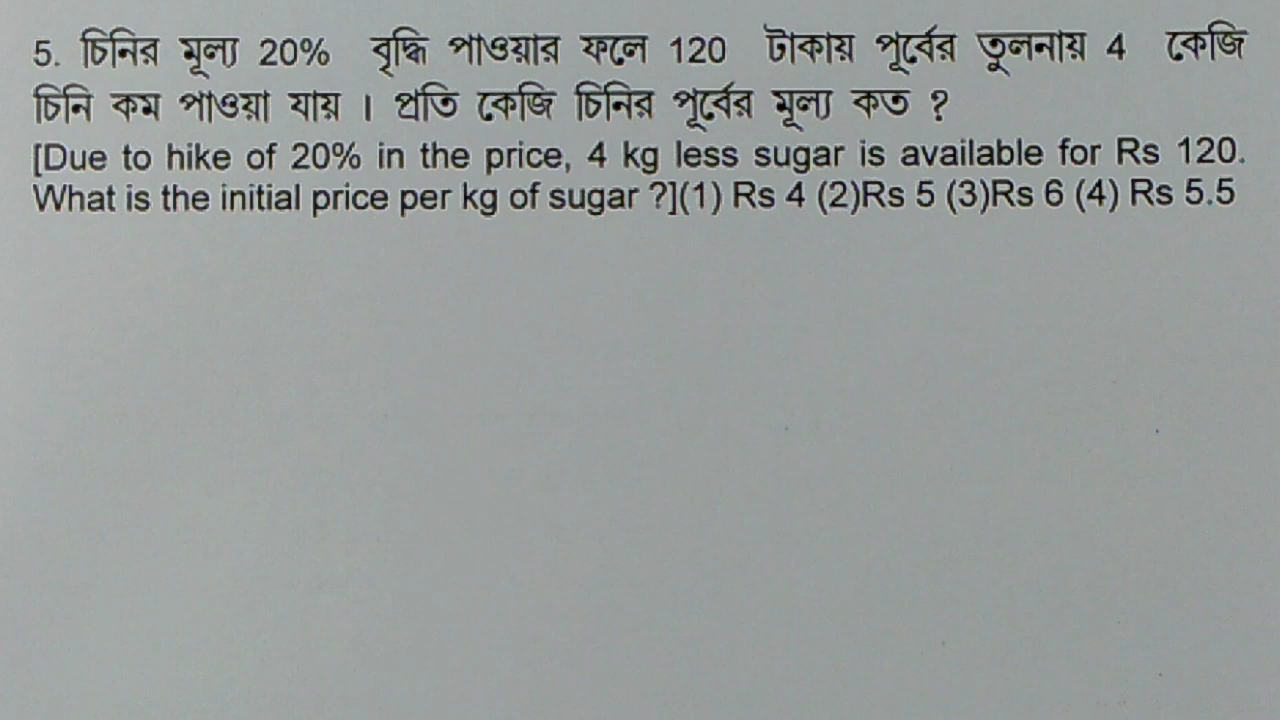 5. চিনির মূল্য 20% বৃদ্ধি পাওয়ার ফলে 120 টাকায় পূর্বের তুলনায় 4 কেজি
চিনি কম পাওয়া যায় । প্রতি কেজি চিনির পূর্বের মূল্য কত ?
[Due to hike of 20% in the price, 4 kg less sugar is available for Rs 120.
What is the initial price per kg of sugar ?](1) Rs 4 (2)Rs 5 (3)Rs 6 (4) Rs 5.5